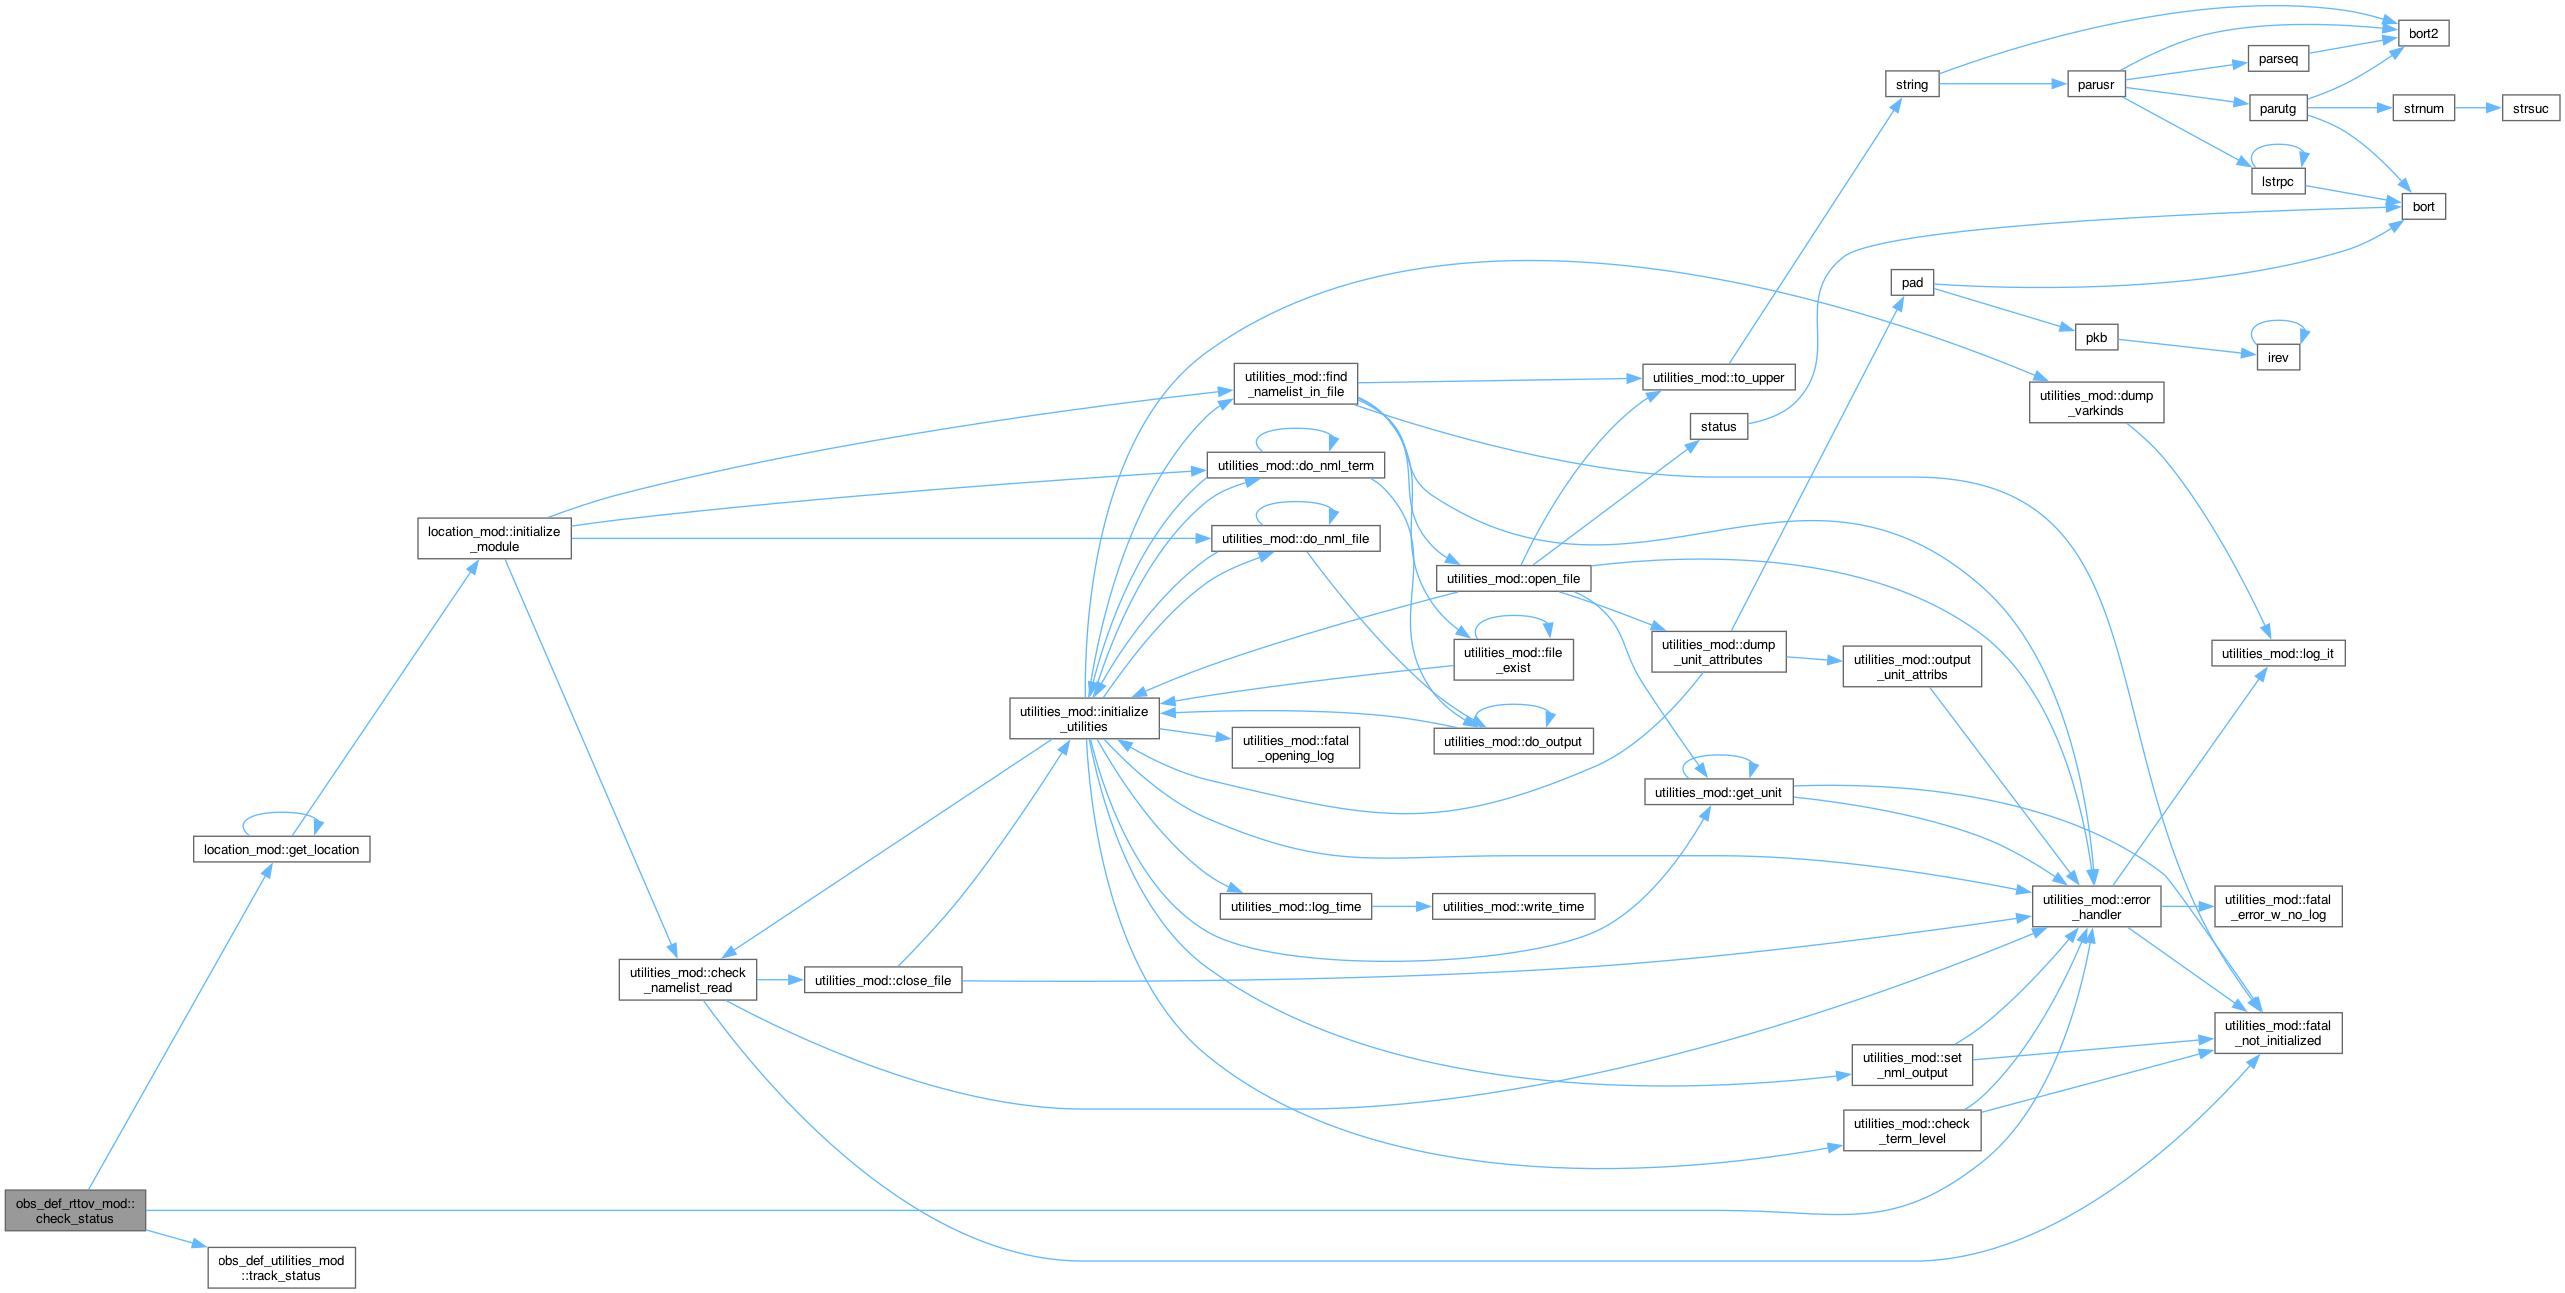 bort2
parseq
string
parusr
parutg
strnum
strsuc
lstrpc
bort
pad
pkb
irev
utilities_mod::find
_namelist_in_file
utilities_mod::to_upper
utilities_mod::dump
_varkinds
status
utilities_mod::do_nml_term
location_mod::initialize
_module
utilities_mod::do_nml_file
utilities_mod::open_file
utilities_mod::file
_exist
utilities_mod::dump
_unit_attributes
utilities_mod::output
_unit_attribs
utilities_mod::log_it
utilities_mod::initialize
_utilities
utilities_mod::fatal
_opening_log
utilities_mod::do_output
utilities_mod::get_unit
location_mod::get_location
utilities_mod::log_time
utilities_mod::write_time
utilities_mod::error
_handler
utilities_mod::fatal
_error_w_no_log
utilities_mod::check
_namelist_read
utilities_mod::close_file
utilities_mod::fatal
_not_initialized
utilities_mod::set
_nml_output
utilities_mod::check
_term_level
obs_def_rttov_mod::
check_status
obs_def_utilities_mod
::track_status